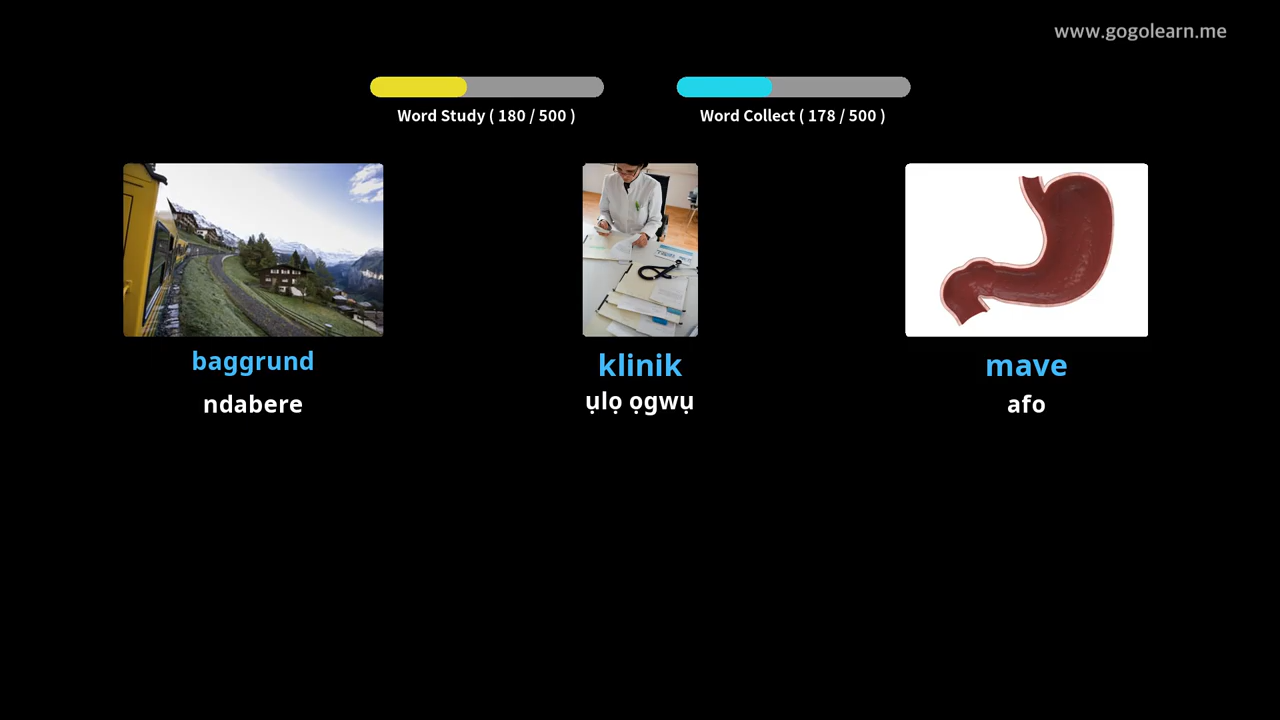 www.gogolearn.me
Word Study ( 180 / 500 )
Word Collect ( 178 / 500 )
baggrund
klinik
mave
ndabere
ụlọ ọgwụ
afo